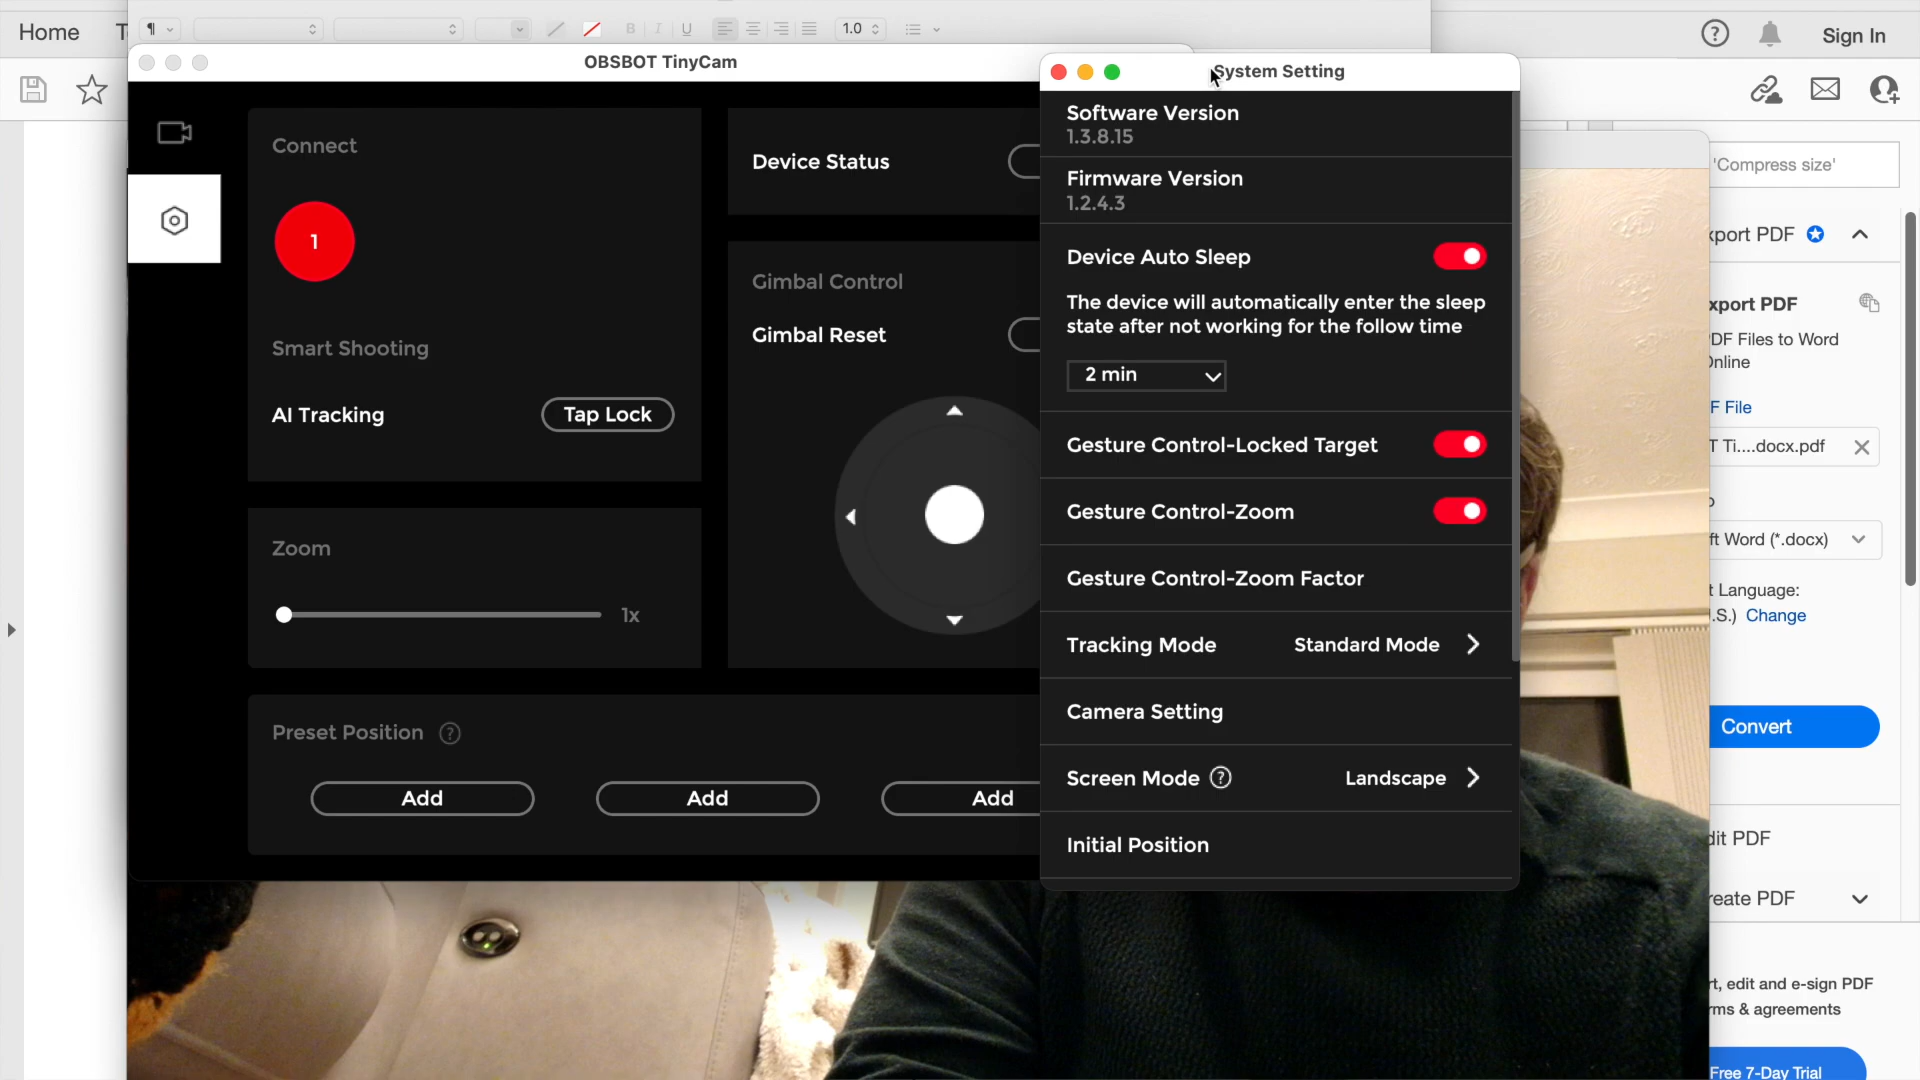 Home
1.0
Sign In
OBSBOT TinyCam
System Setting
Connect
1
Smart Shooting
AI Tracking
Tap Lock
Zoom
1x
Device Status
Gimbal Control
Gimbal Reset
Preset Position ?
Add
Add
Add
Software Version
1.3.8.15
Firmware Version
1.2.4.3
Device Auto Sleep
The device will automatically enter the sleep
state after not working for the follow time
2 min
Gesture Control-Locked Target
Gesture Control-Zoom
Gesture Control-Zoom Factor
Tracking Mode Standard Mode
Camera Setting
Screen Mode ? Landscape
Initial Position
'Compress size'
xport PDF
xport PDF
DF Files to Word
Online
F File
T Ti....docx.pdf
ft Word (*.docx)
t Language:
.S.) Change
Convert
dit PDF
reate PDF
rt, edit and e-sign PDF
rms & agreements
Free 7-Day Trial